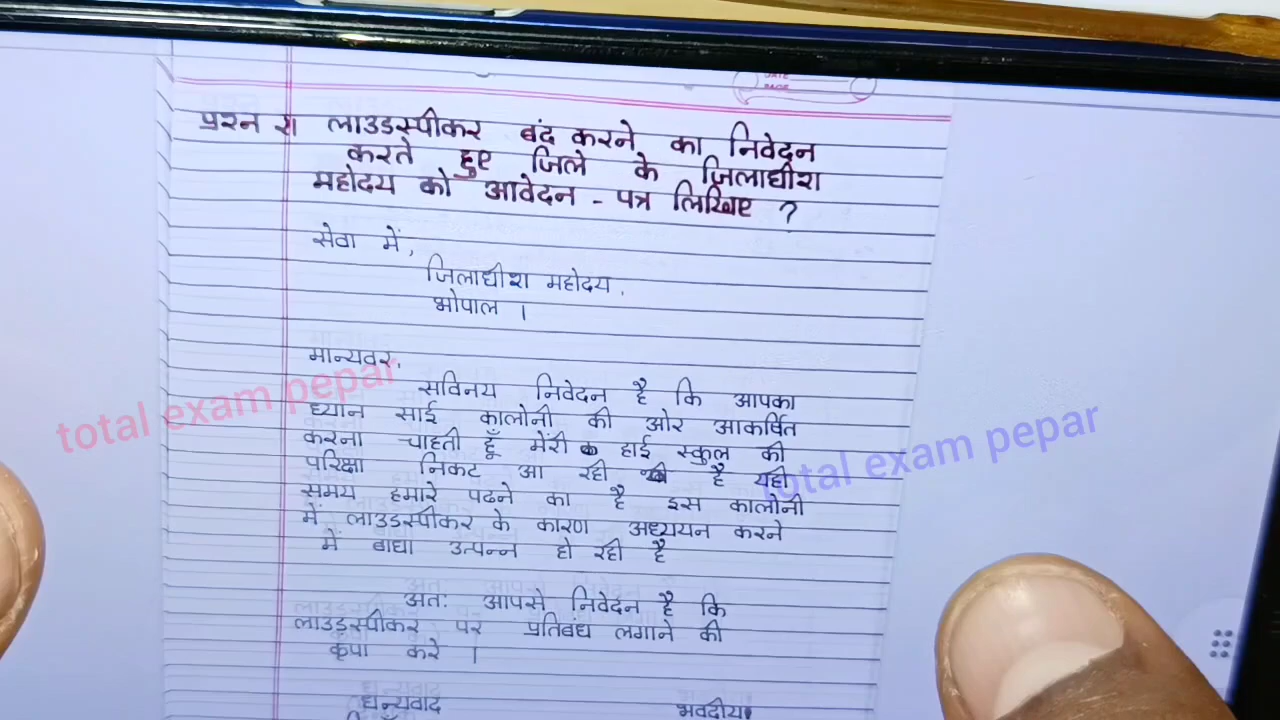 प्रश्न २। लाउडस्पीकर बंद करने का निवेदन
करते हुए जिले के जिलाधीश
महोदय को आवेदन - पत्र लिखिए ?
सेवा में,
जिलाधीश महोदय,
भोपाल ।
मान्यवर,
सविनय निवेदन है कि आपका
ध्यान साई कालोनी की ओर आकर्षित
करना चाहती हूँ मेरी हाई स्कुल की
परिक्षा निकट आ रही है यही
समय हमारे पढने का है इस कालोनी
में लाउडस्पीकर के कारण अध्ययन करने
में बाधा उत्पन्न हो रही है
अतः आपसे निवेदन है कि
लाउडस्पीकर पर प्रतिबंध लगाने की
कृपा करे ।
धन्यवाद भवदीय
total exam pepar
total exam pepar